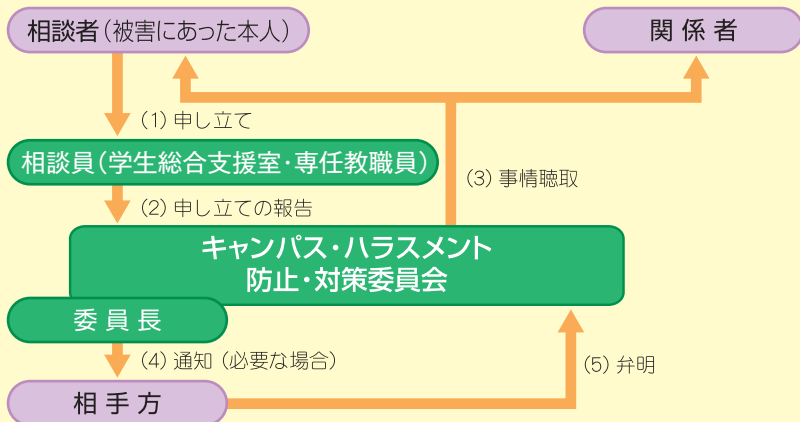 相談者（被害にあった本人）
関係者
(1) 申し立て
相談員（学生総合支援室・専任教職員）
(3) 事情聴取
(2) 申し立ての報告
キャンパス・ハラスメント
防止・対策委員会
委員長
(4) 通知（必要な場合）
(5) 弁明
相手方